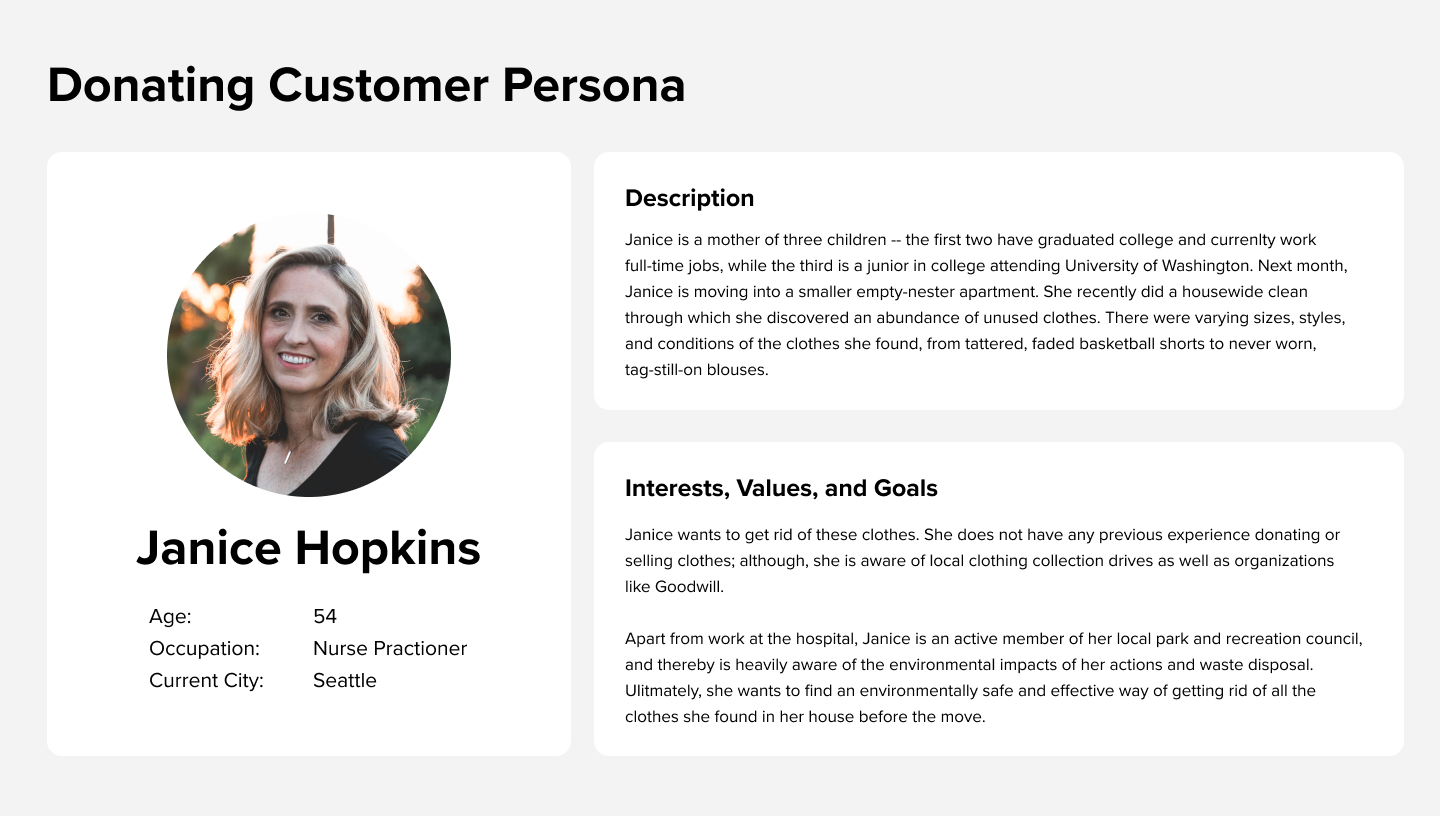 Donating Customer Persona
Janice Hopkins
Age: 54
Occupation: Nurse Practioner
Current City: Seattle
Description
Janice is a mother of three children -- the first two have graduated college and currenlty work
full-time jobs, while the third is a junior in college attending University of Washington. Next month,
Janice is moving into a smaller empty-nester apartment. She recently did a housewide clean
through which she discovered an abundance of unused clothes. There were varying sizes, styles,
and conditions of the clothes she found, from tattered, faded basketball shorts to never worn,
tag-still-on blouses.
Interests, Values, and Goals
Janice wants to get rid of these clothes. She does not have any previous experience donating or
selling clothes; although, she is aware of local clothing collection drives as well as organizations
like Goodwill.
Apart from work at the hospital, Janice is an active member of her local park and recreation council,
and thereby is heavily aware of the environmental impacts of her actions and waste disposal.
Ulitmately, she wants to find an environmentally safe and effective way of getting rid of all the
clothes she found in her house before the move.